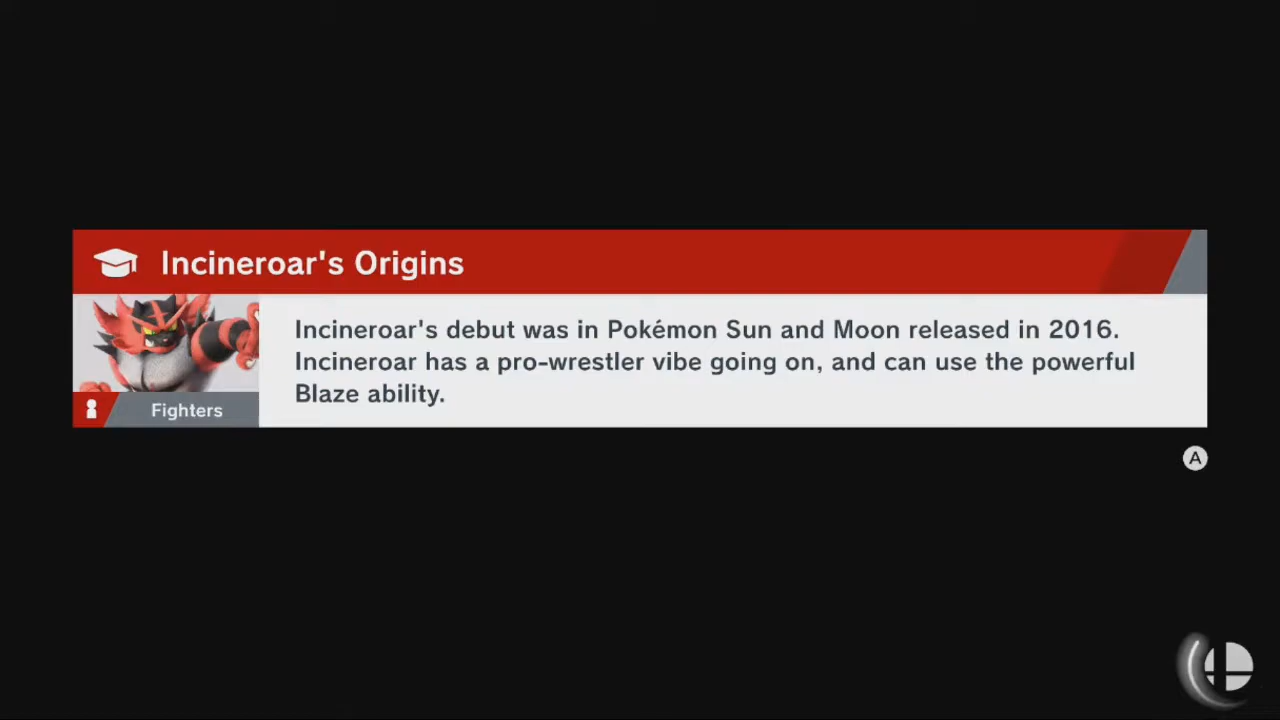 Incineroar's Origins
Incineroar's debut was in Pokémon Sun and Moon released in 2016.
Incineroar has a pro-wrestler vibe going on, and can use the powerful
Blaze ability.
Fighters
A